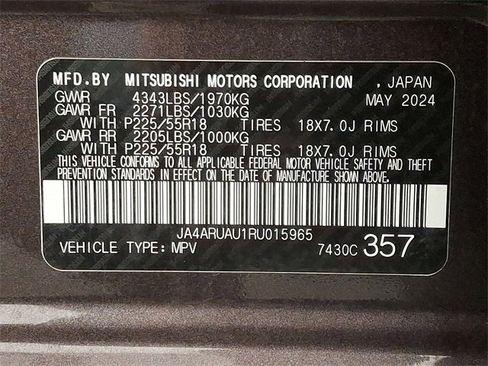 MFD.BY MITSUBISHI MOTORS CORPORATION , JAPAN
GVWR 4343LBS/1970KG MAY 2024
GAWR FR 2271LBS/1030KG
WITH P225/55R18 TIRES 18X7.0J RIMS
GAWR RR 2205LBS/1000KG
WITH P225/55R18 TIRES 18X7.0J RIMS
THIS VEHICLE CONFORMS TO ALL APPLICABLE FEDERAL MOTOR VEHICLE SAFETY AND THEFT
PREVENTION STANDARDS IN EFFECT ON THE DATE OF MANUFACTURE SHOWN ABOVE.
JA4ARUAU1RU015965
VEHICLE TYPE: MPV 7430C 357